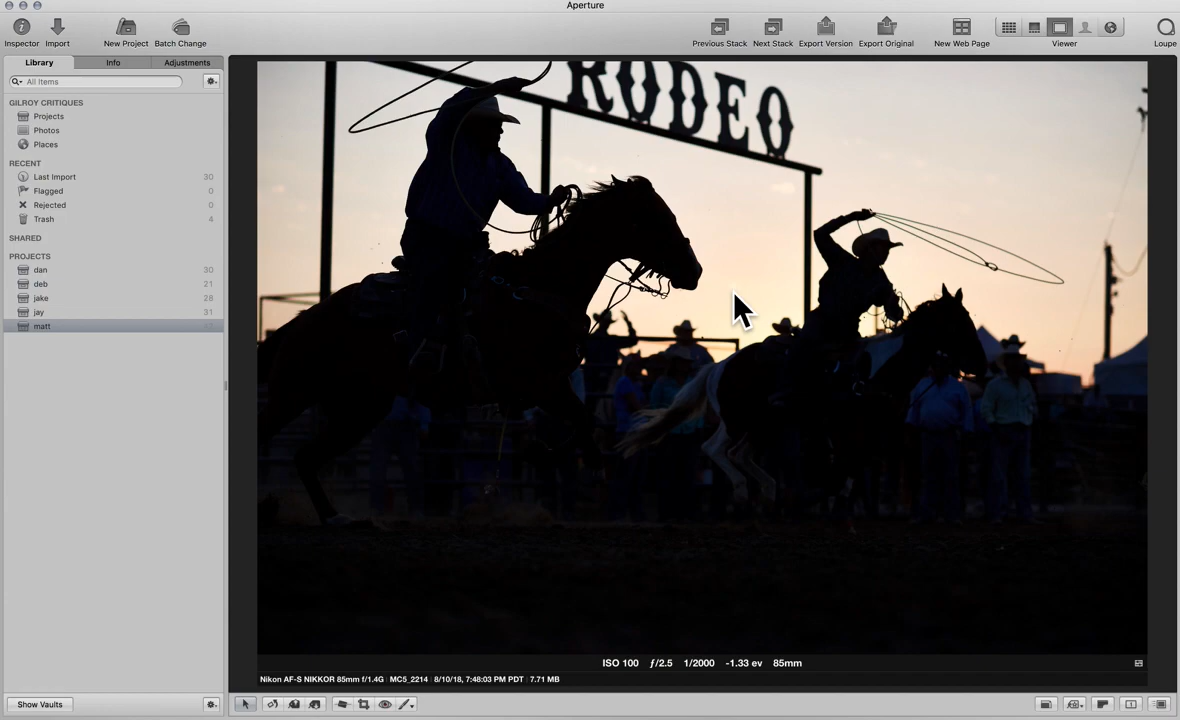 Aperture
Inspector
Import
New Project
Batch Change
Previous Stack
Next Stack
Export Version
Export Original
New Web Page
Viewer
Loupe
Library
Info
Adjustments
All Items
GILROY CRITIQUES
Projects
Photos
Places
RECENT
Last Import 30
Flagged 0
Rejected 0
Trash 4
SHARED
PROJECTS
dan 30
deb 21
jake 28
jay 31
matt
RODEO
ISO 100 ƒ/2.5 1/2000 -1.33 ev 85mm
Nikon AF-S NIKKOR 85mm f/1.4G MC5_2214 8/10/18, 7:48:03 PM PDT 7.71 MB
Show Vaults